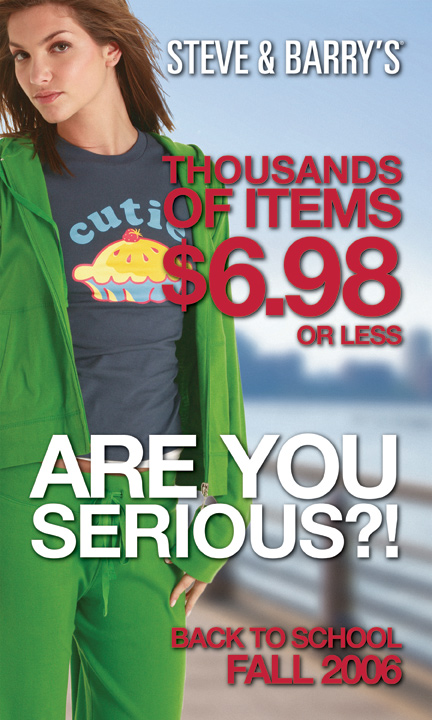 STEVE & BARRY'S
THOUSANDS
OF ITEMS
$6.98
OR LESS
cutie
ARE YOU
SERIOUS?!
BACK TO SCHOOL
FALL 2006